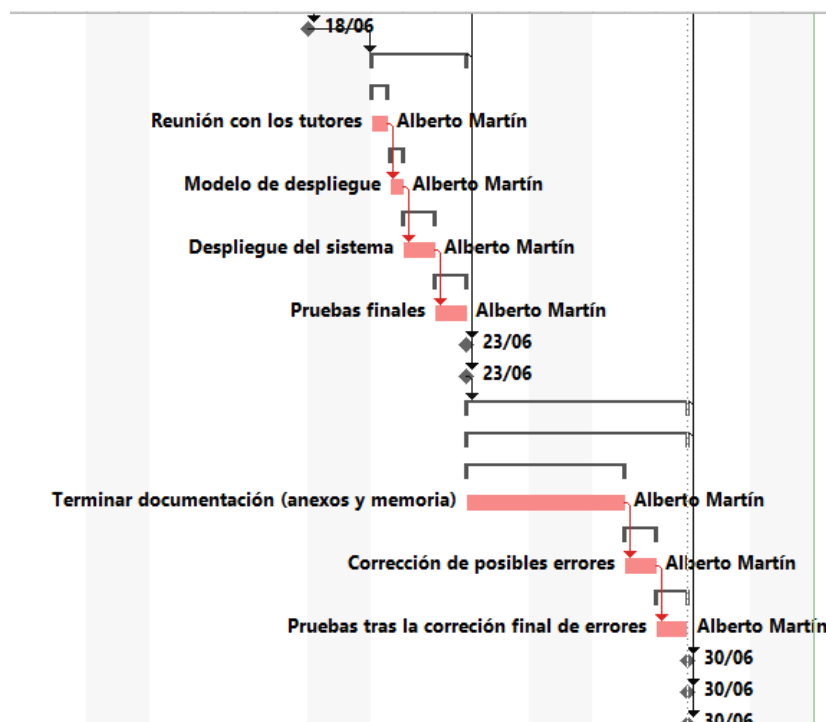 18/06
Reunión con los tutores Alberto Martín
Modelo de despliegue Alberto Martín
Despliegue del sistema Alberto Martín
Pruebas finales Alberto Martín
23/06
23/06
Terminar documentación (anexos y memoria) Alberto Martín
Corrección de posibles errores Alberto Martín
Pruebas tras la correción final de errores Alberto Martín
30/06
30/06
30/06